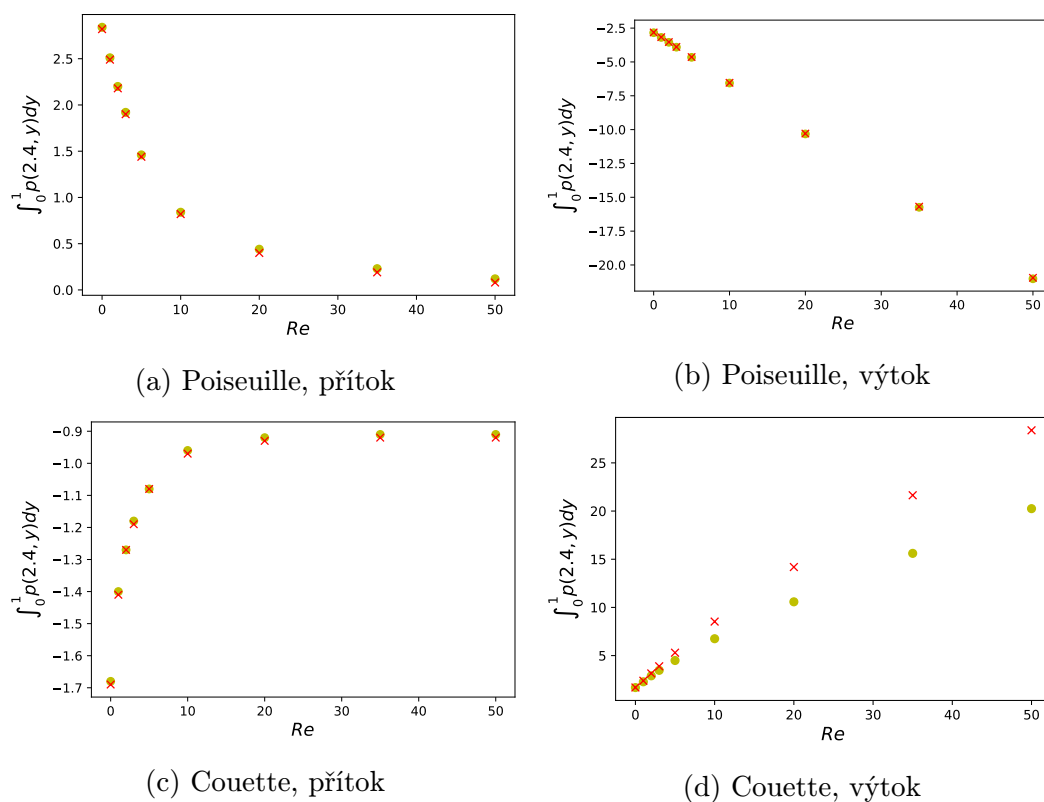 2.5
2.0
1.5
1.0
0.5
0.0
∫₀¹ p(2.4, y)dy
0 10 20 30 40 50
Re
(a) Poiseuille, přítok
−2.5
−5.0
−7.5
−10.0
−12.5
−15.0
−17.5
−20.0
∫₀¹ p(2.4, y)dy
0 10 20 30 40 50
Re
(b) Poiseuille, výtok
−0.9
−1.0
−1.1
−1.2
−1.3
−1.4
−1.5
−1.6
−1.7
∫₀¹ p(2.4, y)dy
0 10 20 30 40 50
Re
(c) Couette, přítok
25
20
15
10
5
∫₀¹ p(2.4, y)dy
0 10 20 30 40 50
Re
(d) Couette, výtok